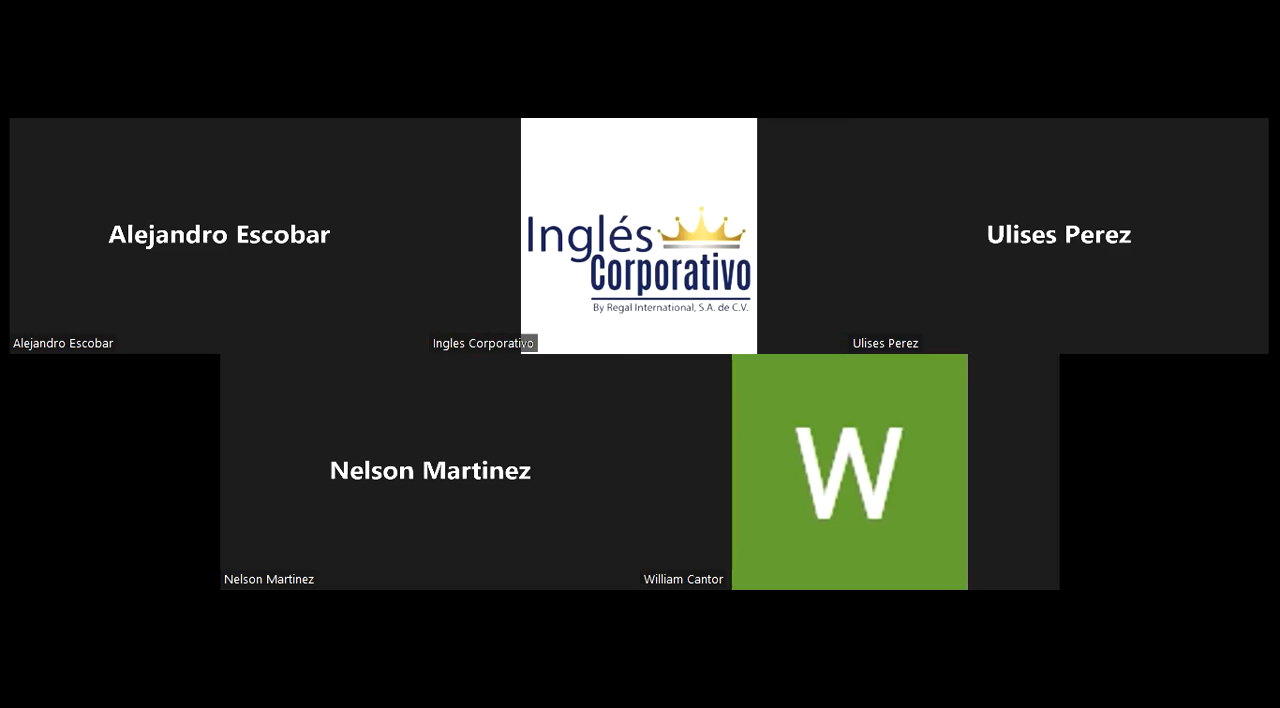 Alejandro Escobar
Alejandro Escobar
Inglés
Corporativo
By Regal International, S.A. de C.V.
Ingles Corporativo
Ulises Perez
Ulises Perez
Nelson Martinez
Nelson Martinez
W
William Cantor